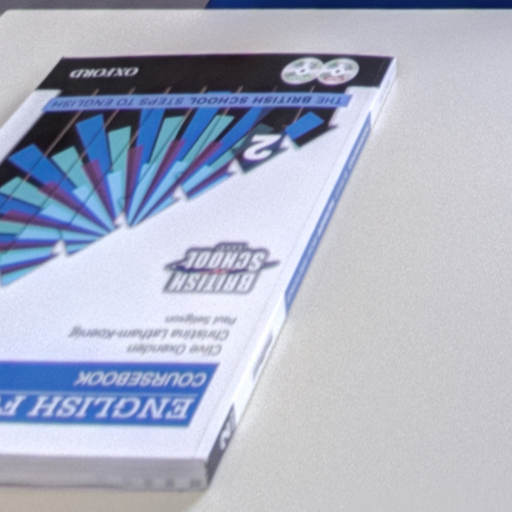 ENGLISH F
COURSEBOOK
Clive Oxenden
Christina Latham-Koenig
Paul Seligson
BRITISH
SCHOOL
2
THE BRITISH SCHOOL STEPS TO ENGLISH
OXFORD
2